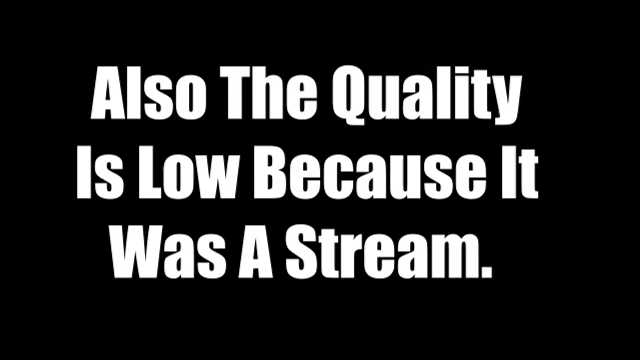 Also The Quality
Is Low Because It
Was A Stream.